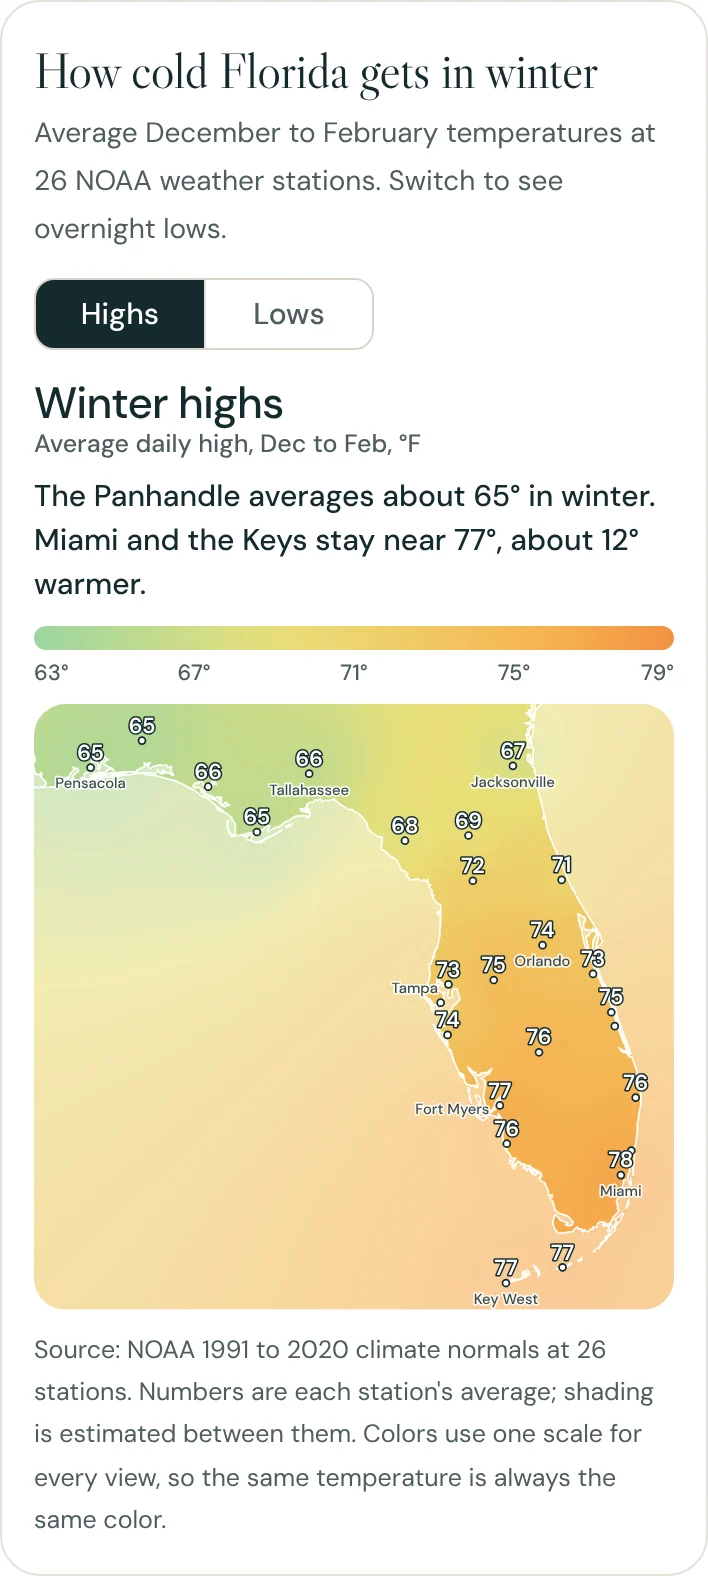 How cold Florida gets in winter
Average December to February temperatures at
26 NOAA weather stations. Switch to see
overnight lows.
Highs
Lows
Winter highs
Average daily high, Dec to Feb, °F
The Panhandle averages about 65° in winter.
Miami and the Keys stay near 77°, about 12°
warmer.
63°
67°
71°
75°
79°
65
65
Pensacola
66
66
Tallahassee
67
Jacksonville
65
68
69
72
71
74
Orlando
73
75
73
Tampa
75
74
76
77
Fort Myers
76
76
78
Miami
77
77
Key West
Source: NOAA 1991 to 2020 climate normals at 26
stations. Numbers are each station's average; shading
is estimated between them. Colors use one scale for
every view, so the same temperature is always the
same color.